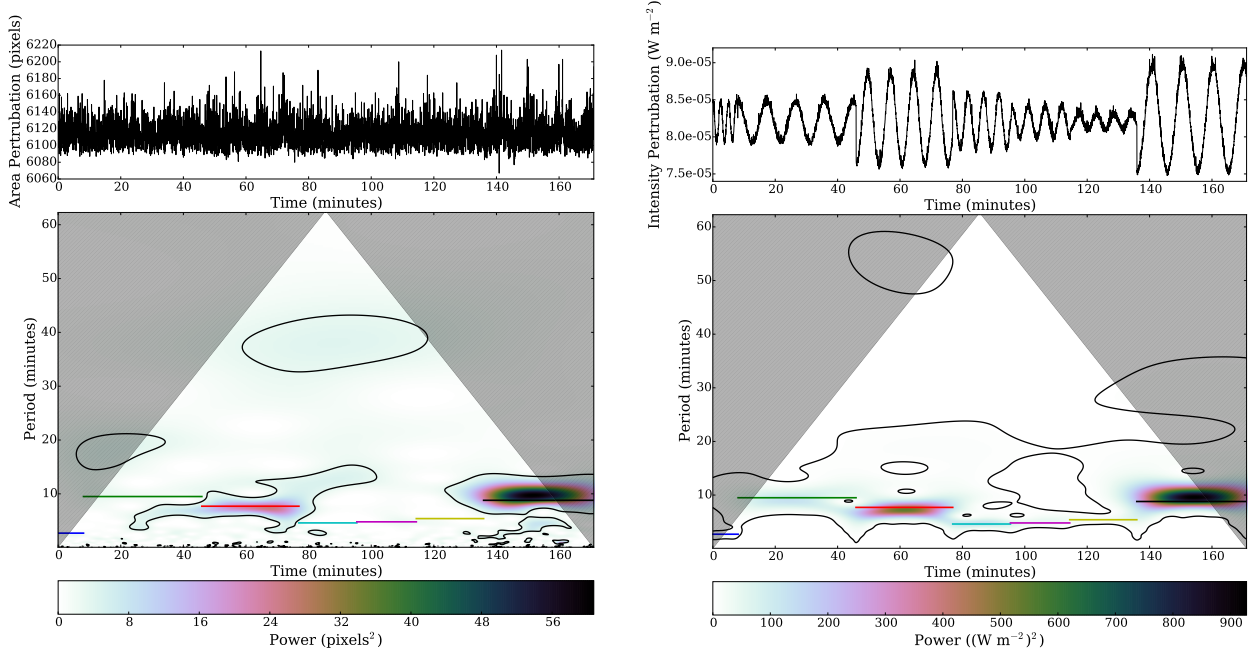 Area Pertrubation (pixels)
6220
6200
6180
6160
6140
6120
6100
6080
6060
0 20 40 60 80 100 120 140 160
Time (minutes)
Period (minutes)
60
50
40
30
20
10
0
0 20 40 60 80 100 120 140 160
Time (minutes)
0 8 16 24 32 40 48 56
Power (pixels²)
Intensity Pertrubation (W m⁻²)
9.0e-05
8.5e-05
8.0e-05
7.5e-05
0 20 40 60 80 100 120 140 160
Time (minutes)
Period (minutes)
60
50
40
30
20
10
0
0 20 40 60 80 100 120 140 160
Time (minutes)
0 100 200 300 400 500 600 700 800 900
Power ((W m⁻²)²)